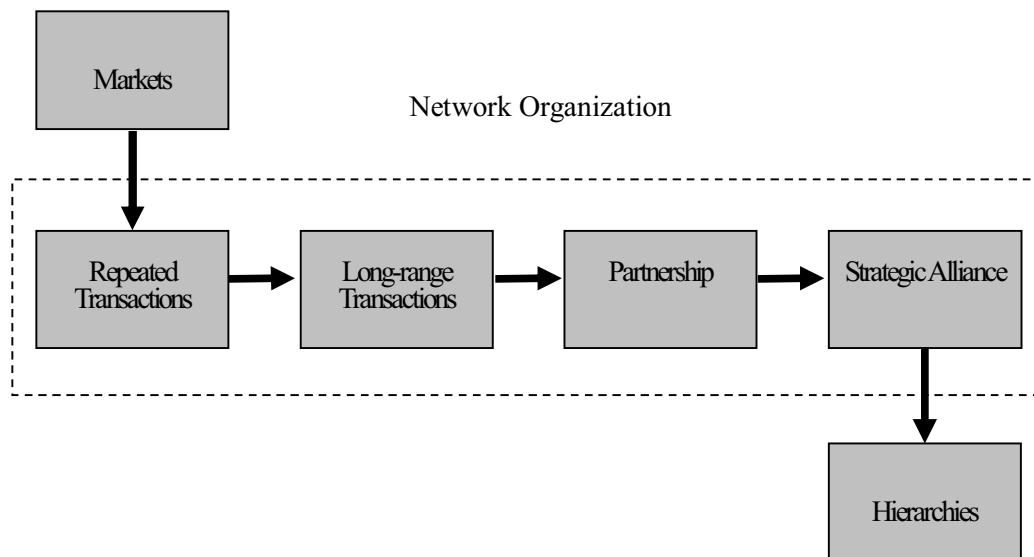 Markets
Network Organization
Repeated
Transactions
Long-range
Transactions
Partnership
Strategic Alliance
Hierarchies